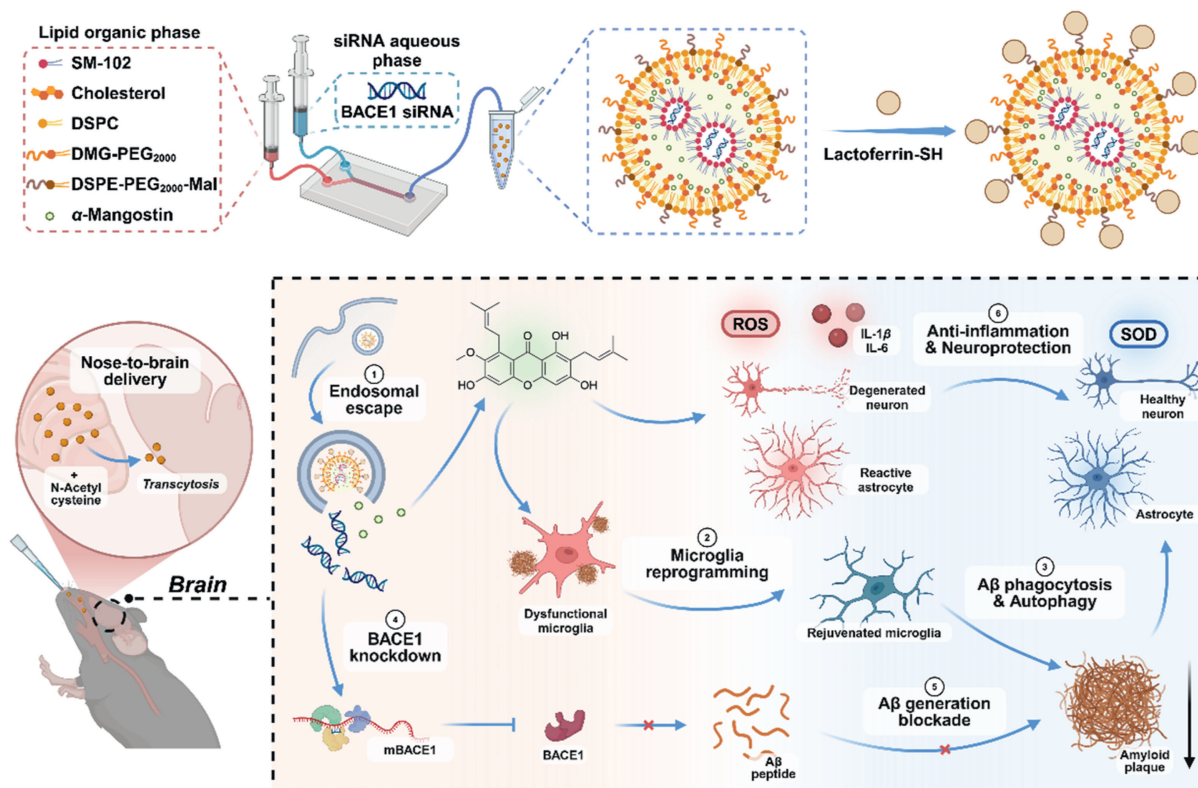 Lipid organic phase
SM-102
Cholesterol
DSPC
DMG-PEG2000
DSPE-PEG2000-Mal
α-Mangostin
siRNA aqueous
phase
BACE1 siRNA
Lactoferrin-SH
Nose-to-brain
delivery
+
N-Acetyl
cysteine
Transcytosis
Brain
1
Endosomal
escape
O
OH
O
HO
O
OH
ROS
IL-1β
IL-6
6
Anti-inflammation
& Neuroprotection
SOD
Degenerated
neuron
Healthy
neuron
Reactive
astrocyte
Astrocyte
2
Microglia
reprogramming
Dysfunctional
microglia
Rejuvenated microglia
3
Aβ phagocytosis
& Autophagy
4
BACE1
knockdown
mBACE1
BACE1
Aβ
peptide
5
Aβ generation
blockade
Amyloid
plaque